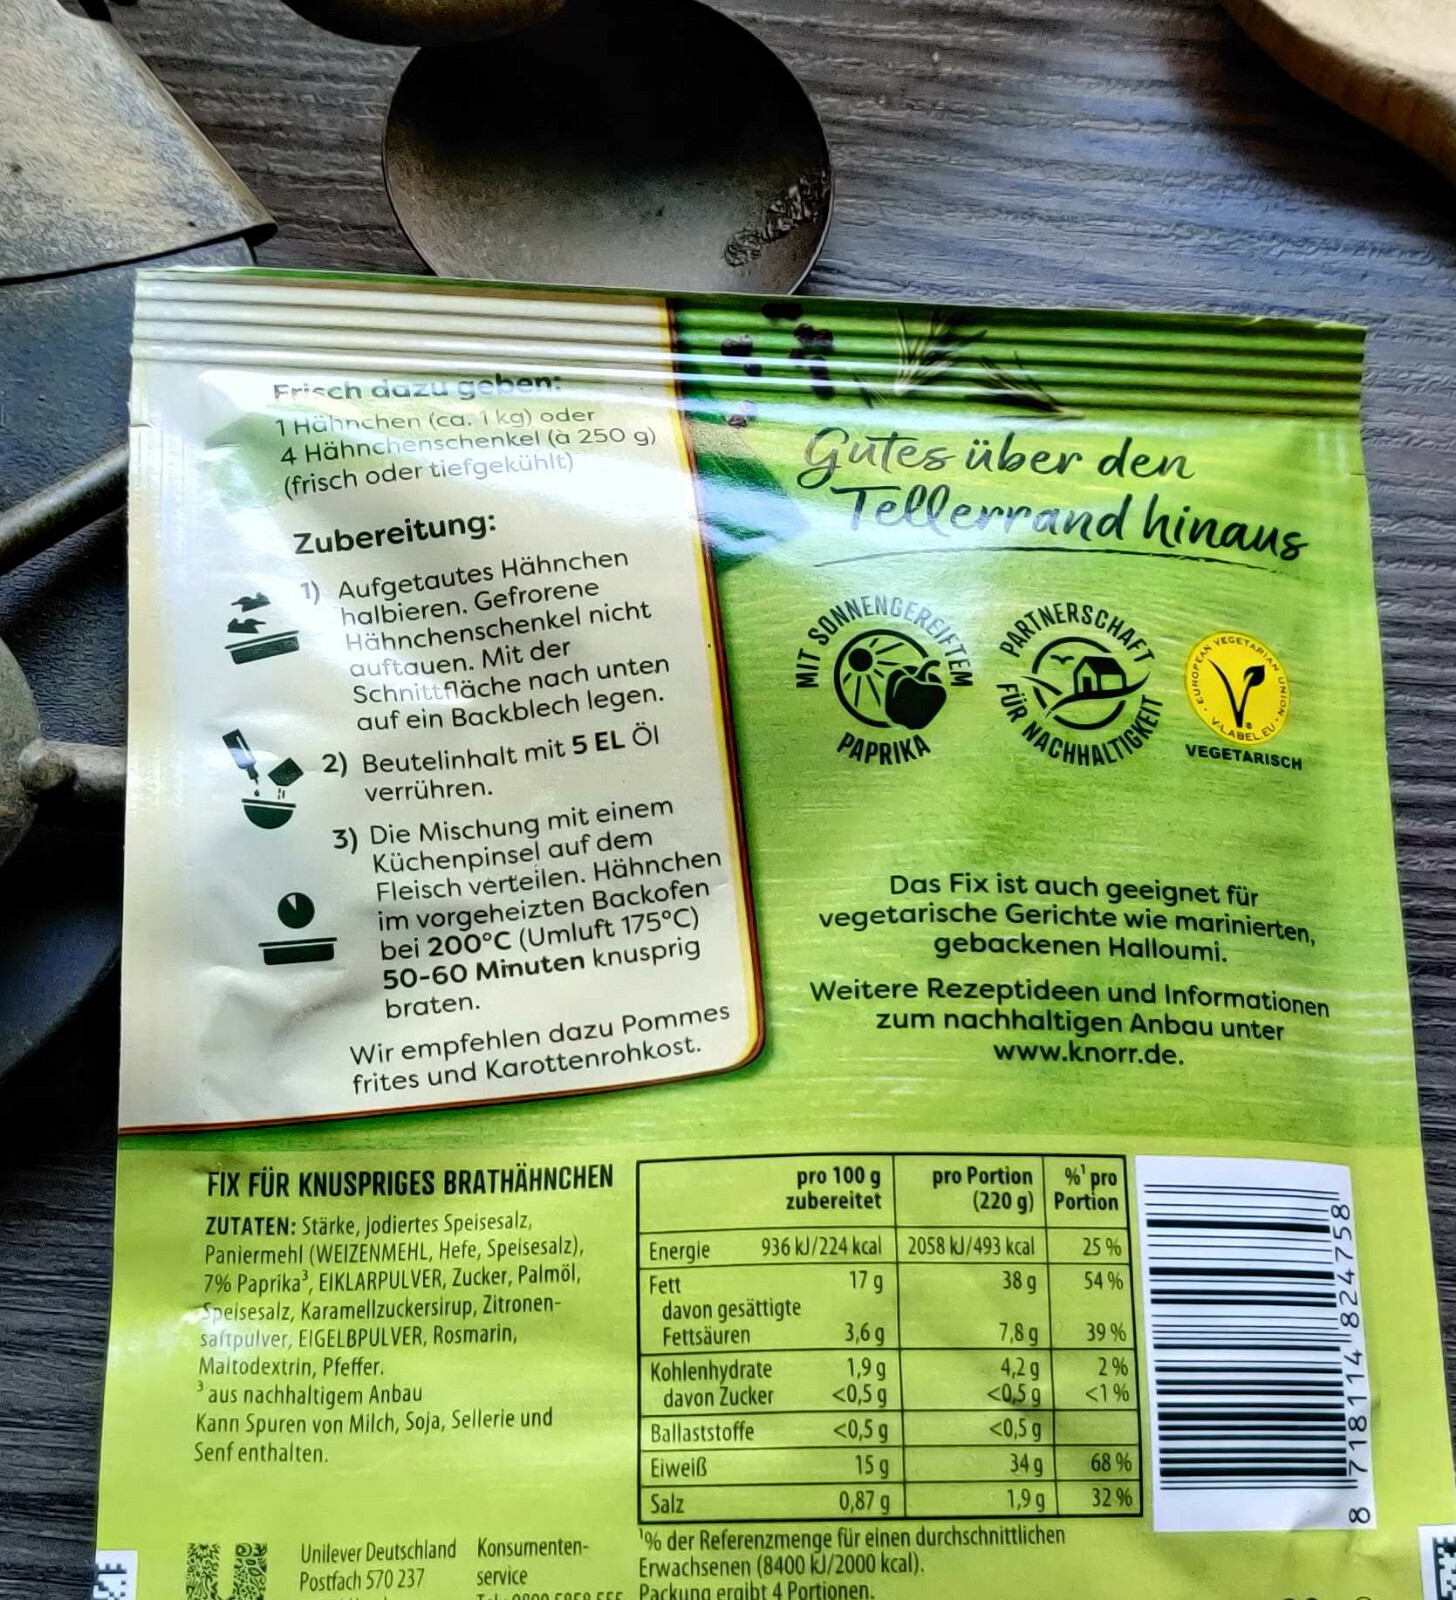 Frisch dazu geben:
1 Hähnchen (ca. 1 kg) oder
4 Hähnchenschenkel (à 250 g)
(frisch oder tiefgekühlt)
Zubereitung:
1) Aufgetautes Hähnchen
halbieren. Gefrorene
Hähnchenschenkel nicht
auftauen. Mit der
Schnittfläche nach unten
auf ein Backblech legen.
2) Beutelinhalt mit 5 EL Öl
verrühren.
3) Die Mischung mit einem
Küchenpinsel auf dem
Fleisch verteilen. Hähnchen
im vorgeheizten Backofen
bei 200°C (Umluft 175°C)
50-60 Minuten knusprig
braten.
Wir empfehlen dazu Pommes
frites und Karottenrohkost.
Gutes über den
Tellerrand hinaus
MIT SONNENGEREIFTEM
PAPRIKA
PARTNERSCHAFT
FÜR NACHHALTIGKEIT
EUROPEAN VEGETARIAN UNION
V-LABEL.EU
VEGETARISCH
Das Fix ist auch geeignet für
vegetarische Gerichte wie marinierten,
gebackenen Halloumi.
Weitere Rezeptideen und Informationen
zum nachhaltigen Anbau unter
www.knorr.de.
FIX FÜR KNUSPRIGES BRATHÄHNCHEN
ZUTATEN: Stärke, jodiertes Speisesalz,
Paniermehl (WEIZENMEHL, Hefe, Speisesalz),
7% Paprika³, EIKLARPULVER, Zucker, Palmöl,
Speisesalz, Karamellzuckersirup, Zitronen-
saftpulver, EIGELBPULVER, Rosmarin,
Maltodextrin, Pfeffer.
³ aus nachhaltigem Anbau
Kann Spuren von Milch, Soja, Sellerie und
Senf enthalten.
pro 100 g pro Portion %¹ pro
zubereitet (220 g) Portion
Energie 936 kJ/224 kcal 2058 kJ/493 kcal 25 %
Fett 17 g 38 g 54 %
davon gesättigte
Fettsäuren 3,6 g 7,8 g 39 %
Kohlenhydrate 1,9 g 4,2 g 2 %
davon Zucker <0,5 g <0,5 g <1 %
Ballaststoffe <0,5 g <0,5 g
Eiweiß 15 g 34 g 68 %
Salz 0,87 g 1,9 g 32 %
¹% der Referenzmenge für einen durchschnittlichen
Erwachsenen (8400 kJ/2000 kcal).
Packung ergibt 4 Portionen.
8 718114 824758
Unilever Deutschland
Postfach 570 237
Konsumenten-
service